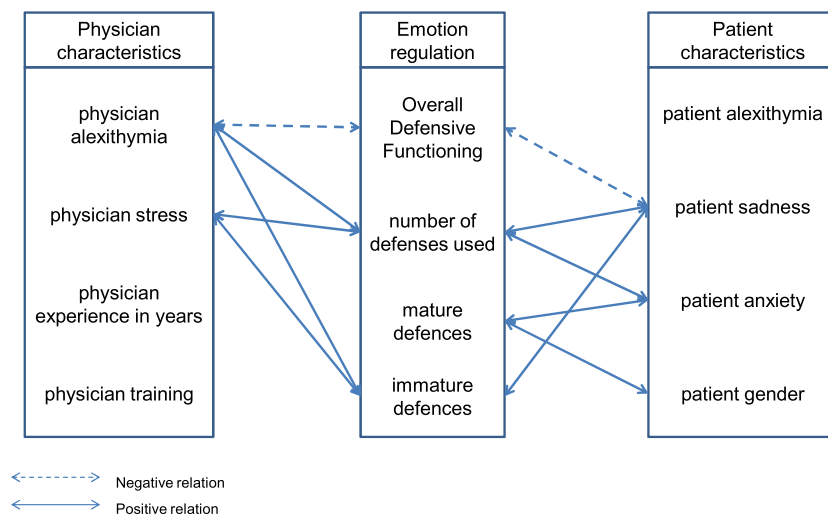 Physician
characteristics
physician
alexithymia
physician stress
physician
experience in years
physician training
Emotion
regulation
Overall
Defensive
Functioning
number of
defenses used
mature
defences
immature
defences
Patient
characteristics
patient alexithymia
patient sadness
patient anxiety
patient gender
Negative relation
Positive relation